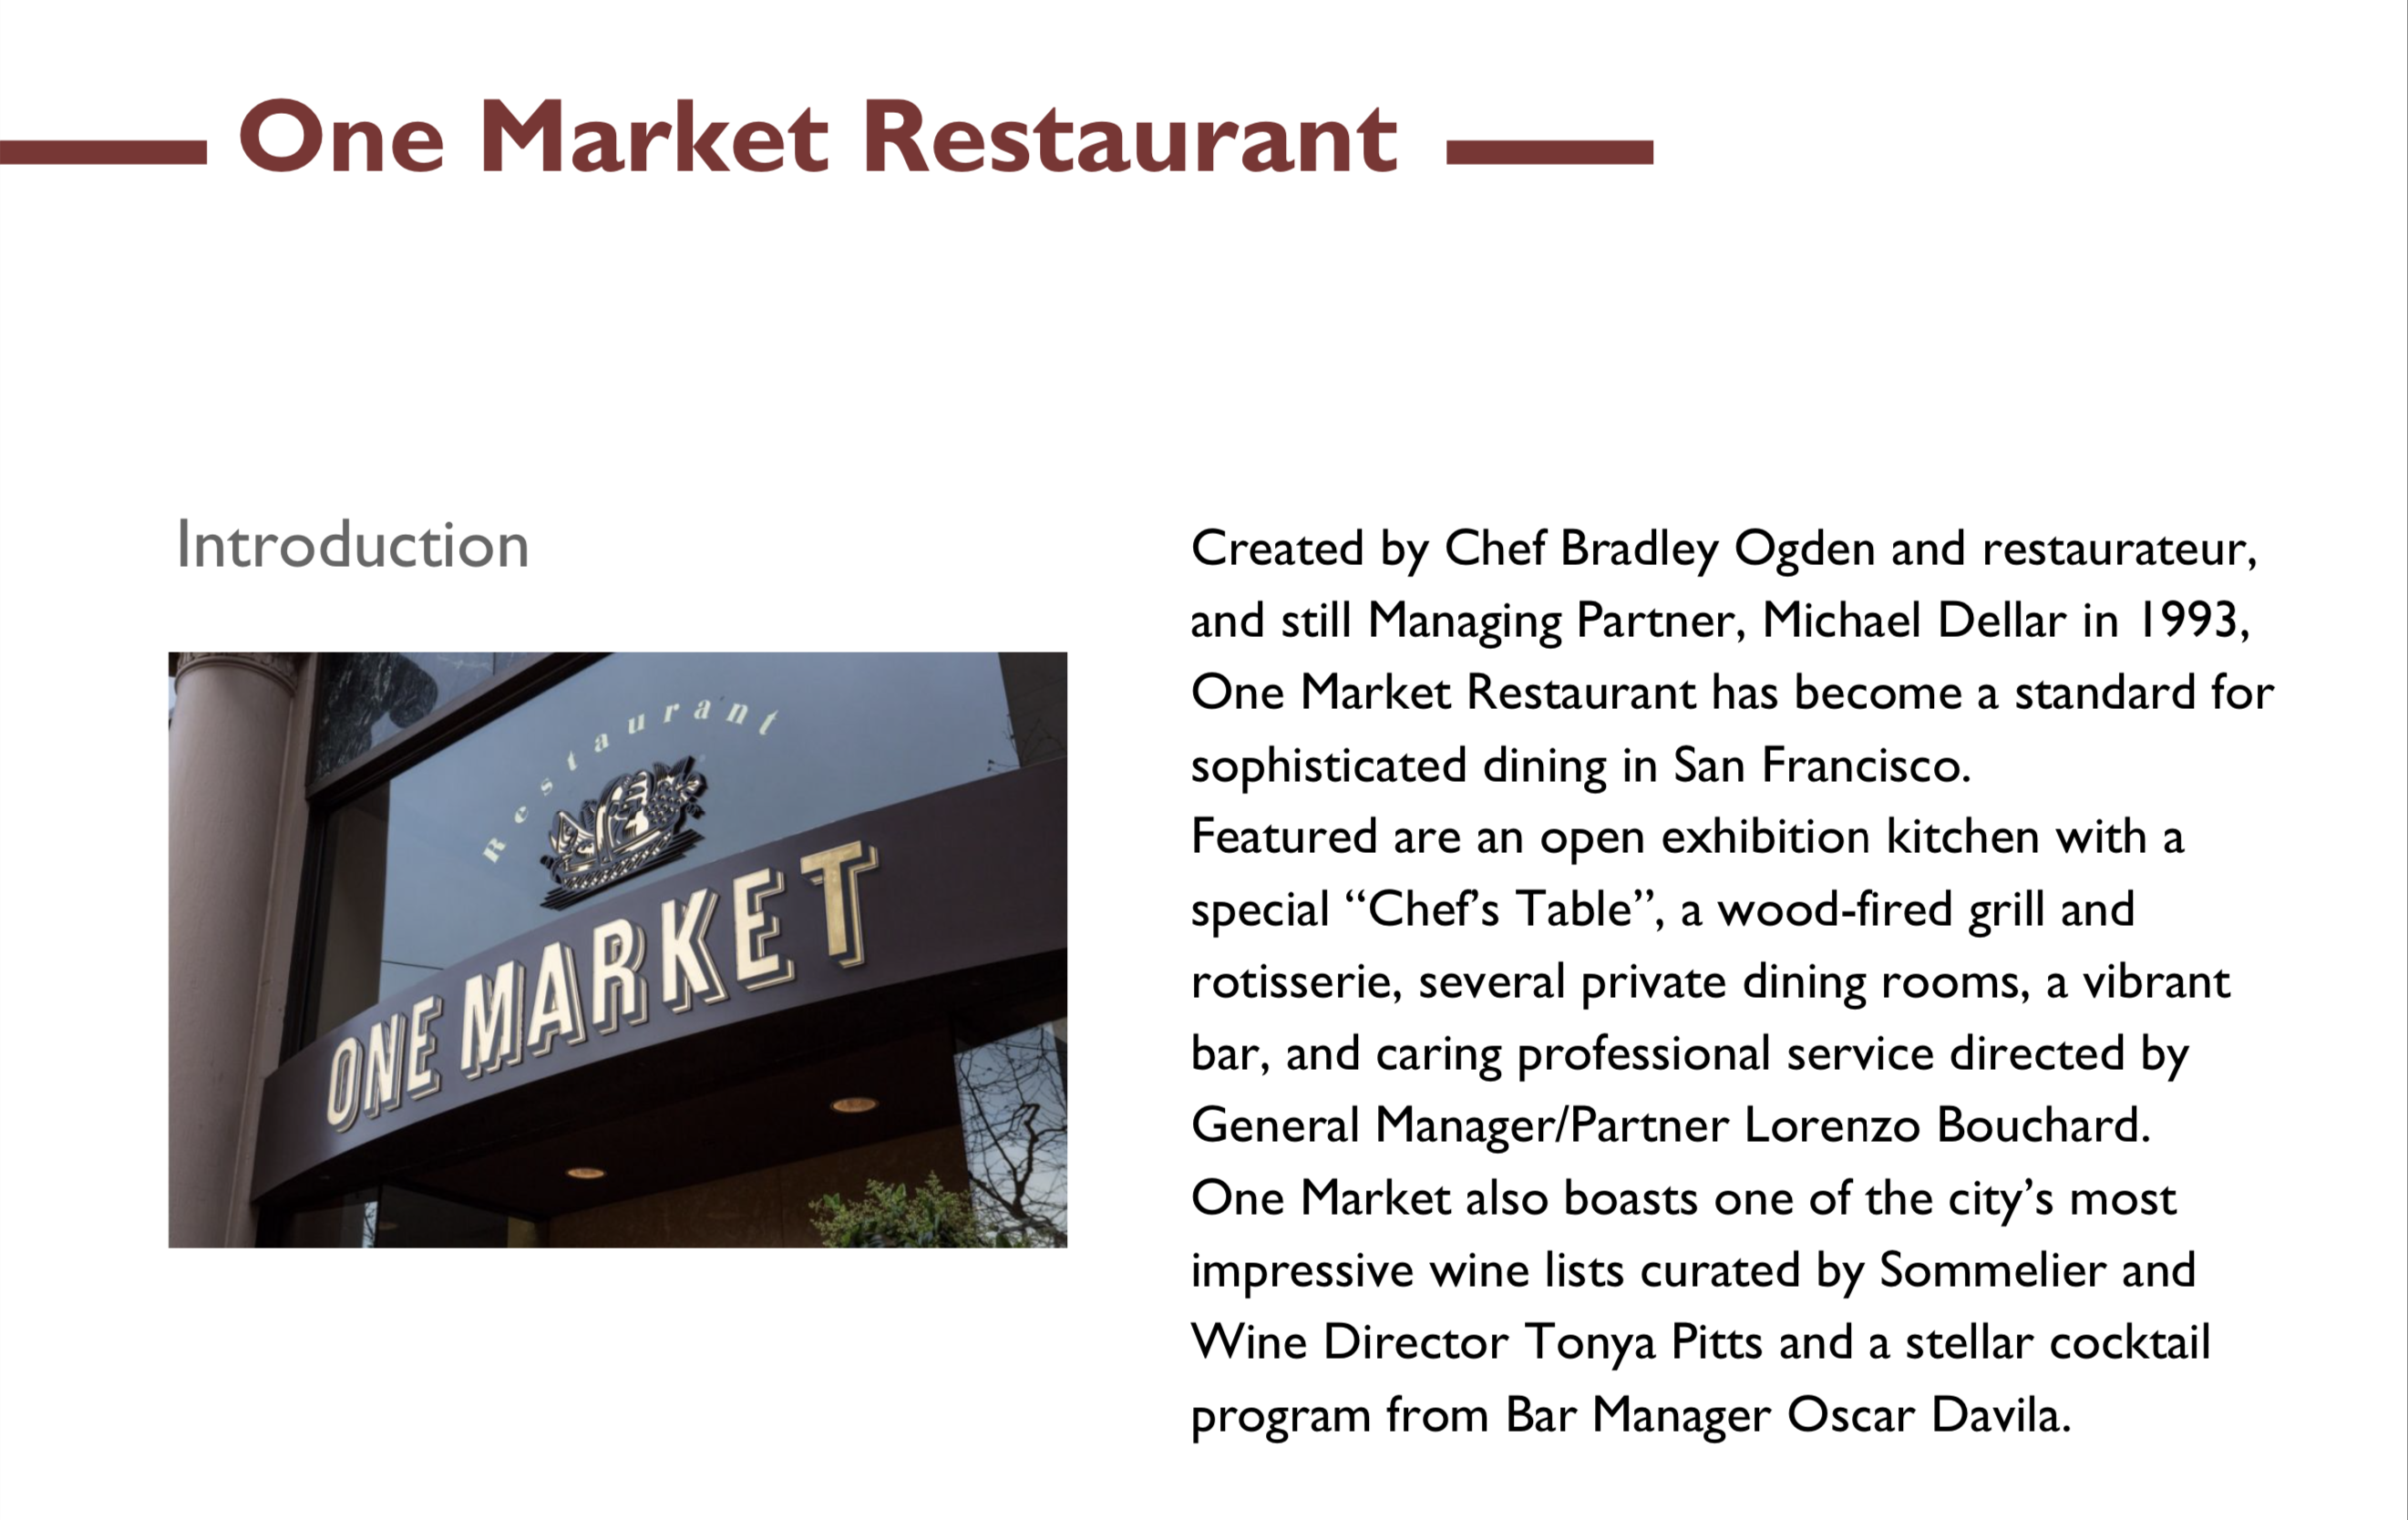 One Market Restaurant
Introduction
Restaurant
ONE MARKET
Created by Chef Bradley Ogden and restaurateur,
and still Managing Partner, Michael Dellar in 1993,
One Market Restaurant has become a standard for
sophisticated dining in San Francisco.
Featured are an open exhibition kitchen with a
special “Chef’s Table”, a wood-fired grill and
rotisserie, several private dining rooms, a vibrant
bar, and caring professional service directed by
General Manager/Partner Lorenzo Bouchard.
One Market also boasts one of the city’s most
impressive wine lists curated by Sommelier and
Wine Director Tonya Pitts and a stellar cocktail
program from Bar Manager Oscar Davila.